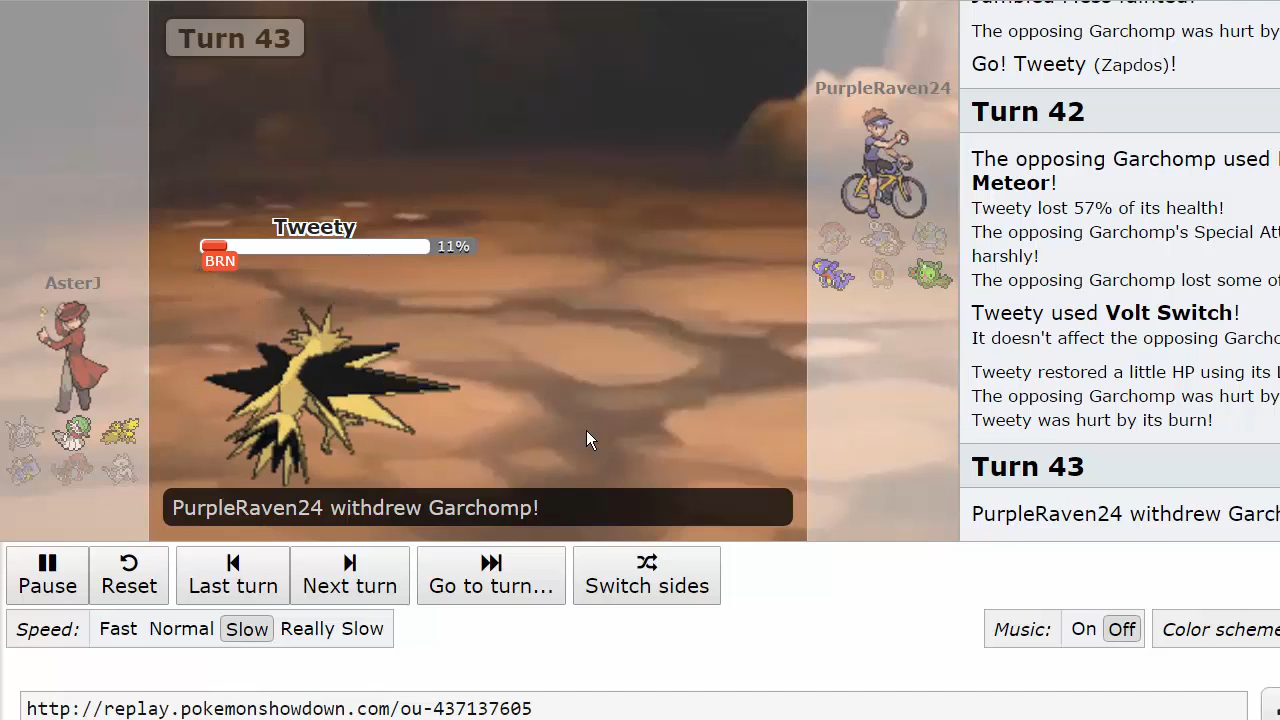 Turn 43
PurpleRaven24
Tweety
11%
BRN
AsterJ
PurpleRaven24 withdrew Garchomp!
The opposing Garchomp was hurt by
Go! Tweety (Zapdos)!
Turn 42
The opposing Garchomp used
Meteor!
Tweety lost 57% of its health!
The opposing Garchomp's Special Att
harshly!
The opposing Garchomp lost some of
Tweety used Volt Switch!
It doesn't affect the opposing Garcho
Tweety restored a little HP using its L
The opposing Garchomp was hurt by
Tweety was hurt by its burn!
Turn 43
PurpleRaven24 withdrew Garch
Pause
Reset
Last turn
Next turn
Go to turn...
Switch sides
Speed: Fast Normal Slow Really Slow
Music: On Off
Color scheme
http://replay.pokemonshowdown.com/ou-437137605